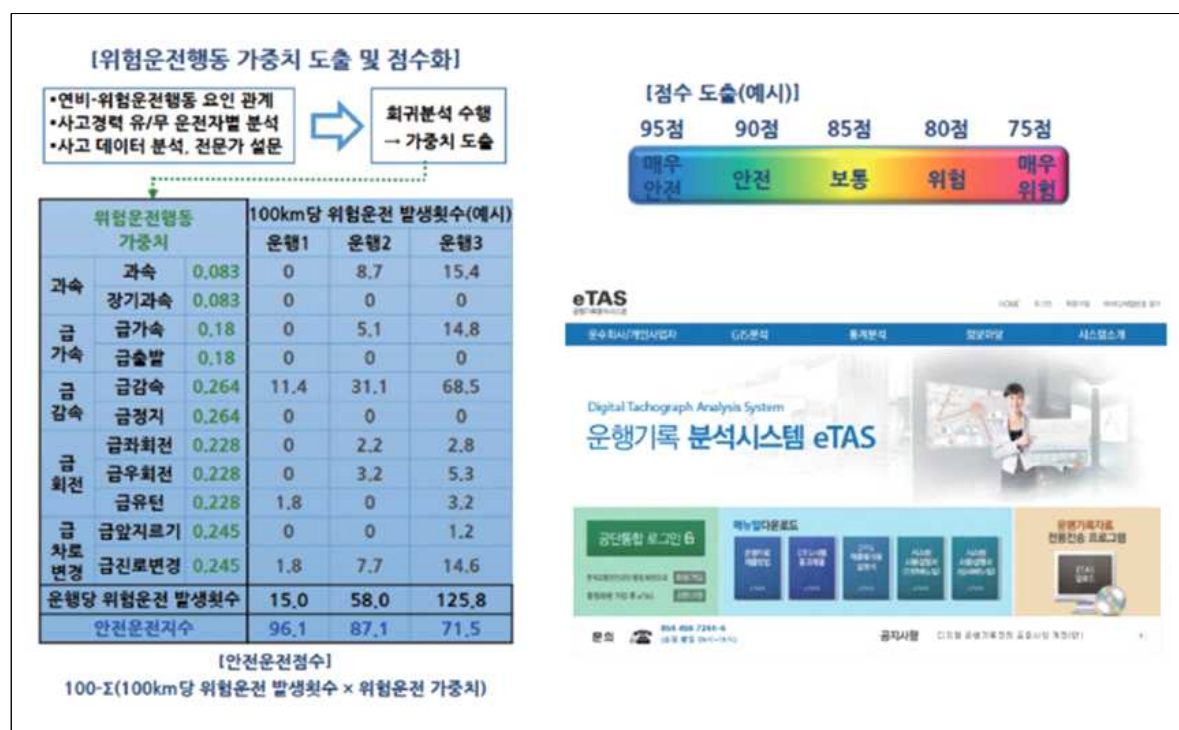 [위험운전행동 가중치 도출 및 점수화]
•연비-위험운전행동 요인 관계
•사고경력 유/무 운전자별 분석
•사고 데이터 분석, 전문가 설문
회귀분석 수행
→ 가중치 도출
위험운전행동
가중치
100km당 위험운전 발생횟수(예시)
운행1 운행2 운행3
과속 과속 0.083 0 8.7 15.4
장기과속 0.083 0 0 0
급가속 급가속 0.18 0 5.1 14.8
급출발 0.18 0 0 0
급감속 급감속 0.264 11.4 31.1 68.5
급정지 0.264 0 0 0
급회전 급좌회전 0.228 0 2.2 2.8
급우회전 0.228 0 3.2 5.3
급유턴 0.228 1.8 0 3.2
급차로변경 급앞지르기 0.245 0 0 1.2
급진로변경 0.245 1.8 7.7 14.6
운행당 위험운전 발생횟수 15.0 58.0 125.8
안전운전지수 96.1 87.1 71.5
[안전운전점수]
100-Σ(100km당 위험운전 발생횟수 × 위험운전 가중치)
[점수 도출(예시)]
95점 90점 85점 80점 75점
매우 안전 안전 보통 위험 매우 위험
eTAS
운행기록분석시스템
HOME 로그인 회원가입
운수회사/개인사업자 GIS분석 통계분석 정보마당 시스템소개
Digital Tachograph Analysis System
운행기록 분석시스템 eTAS
공단통합 로그인
매뉴얼다운로드
운행기록자료
전용전송 프로그램
문의
공지사항